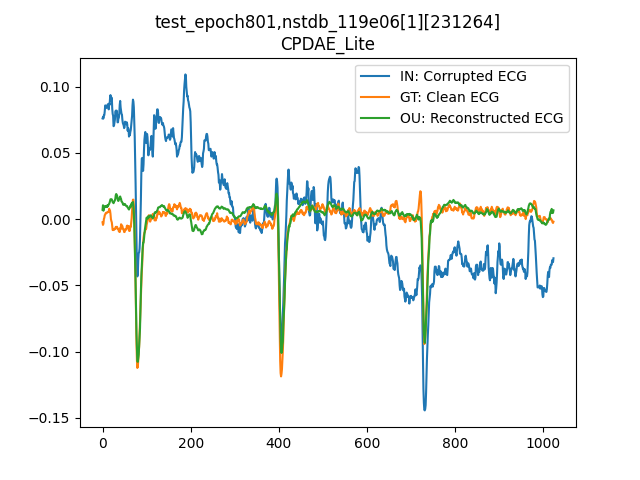 test_epoch801,nstdb_119e06[1][231264]
CPDAE_Lite
IN: Corrupted ECG
GT: Clean ECG
OU: Reconstructed ECG
0.10
0.05
0.00
−0.05
−0.10
−0.15
0 200 400 600 800 1000